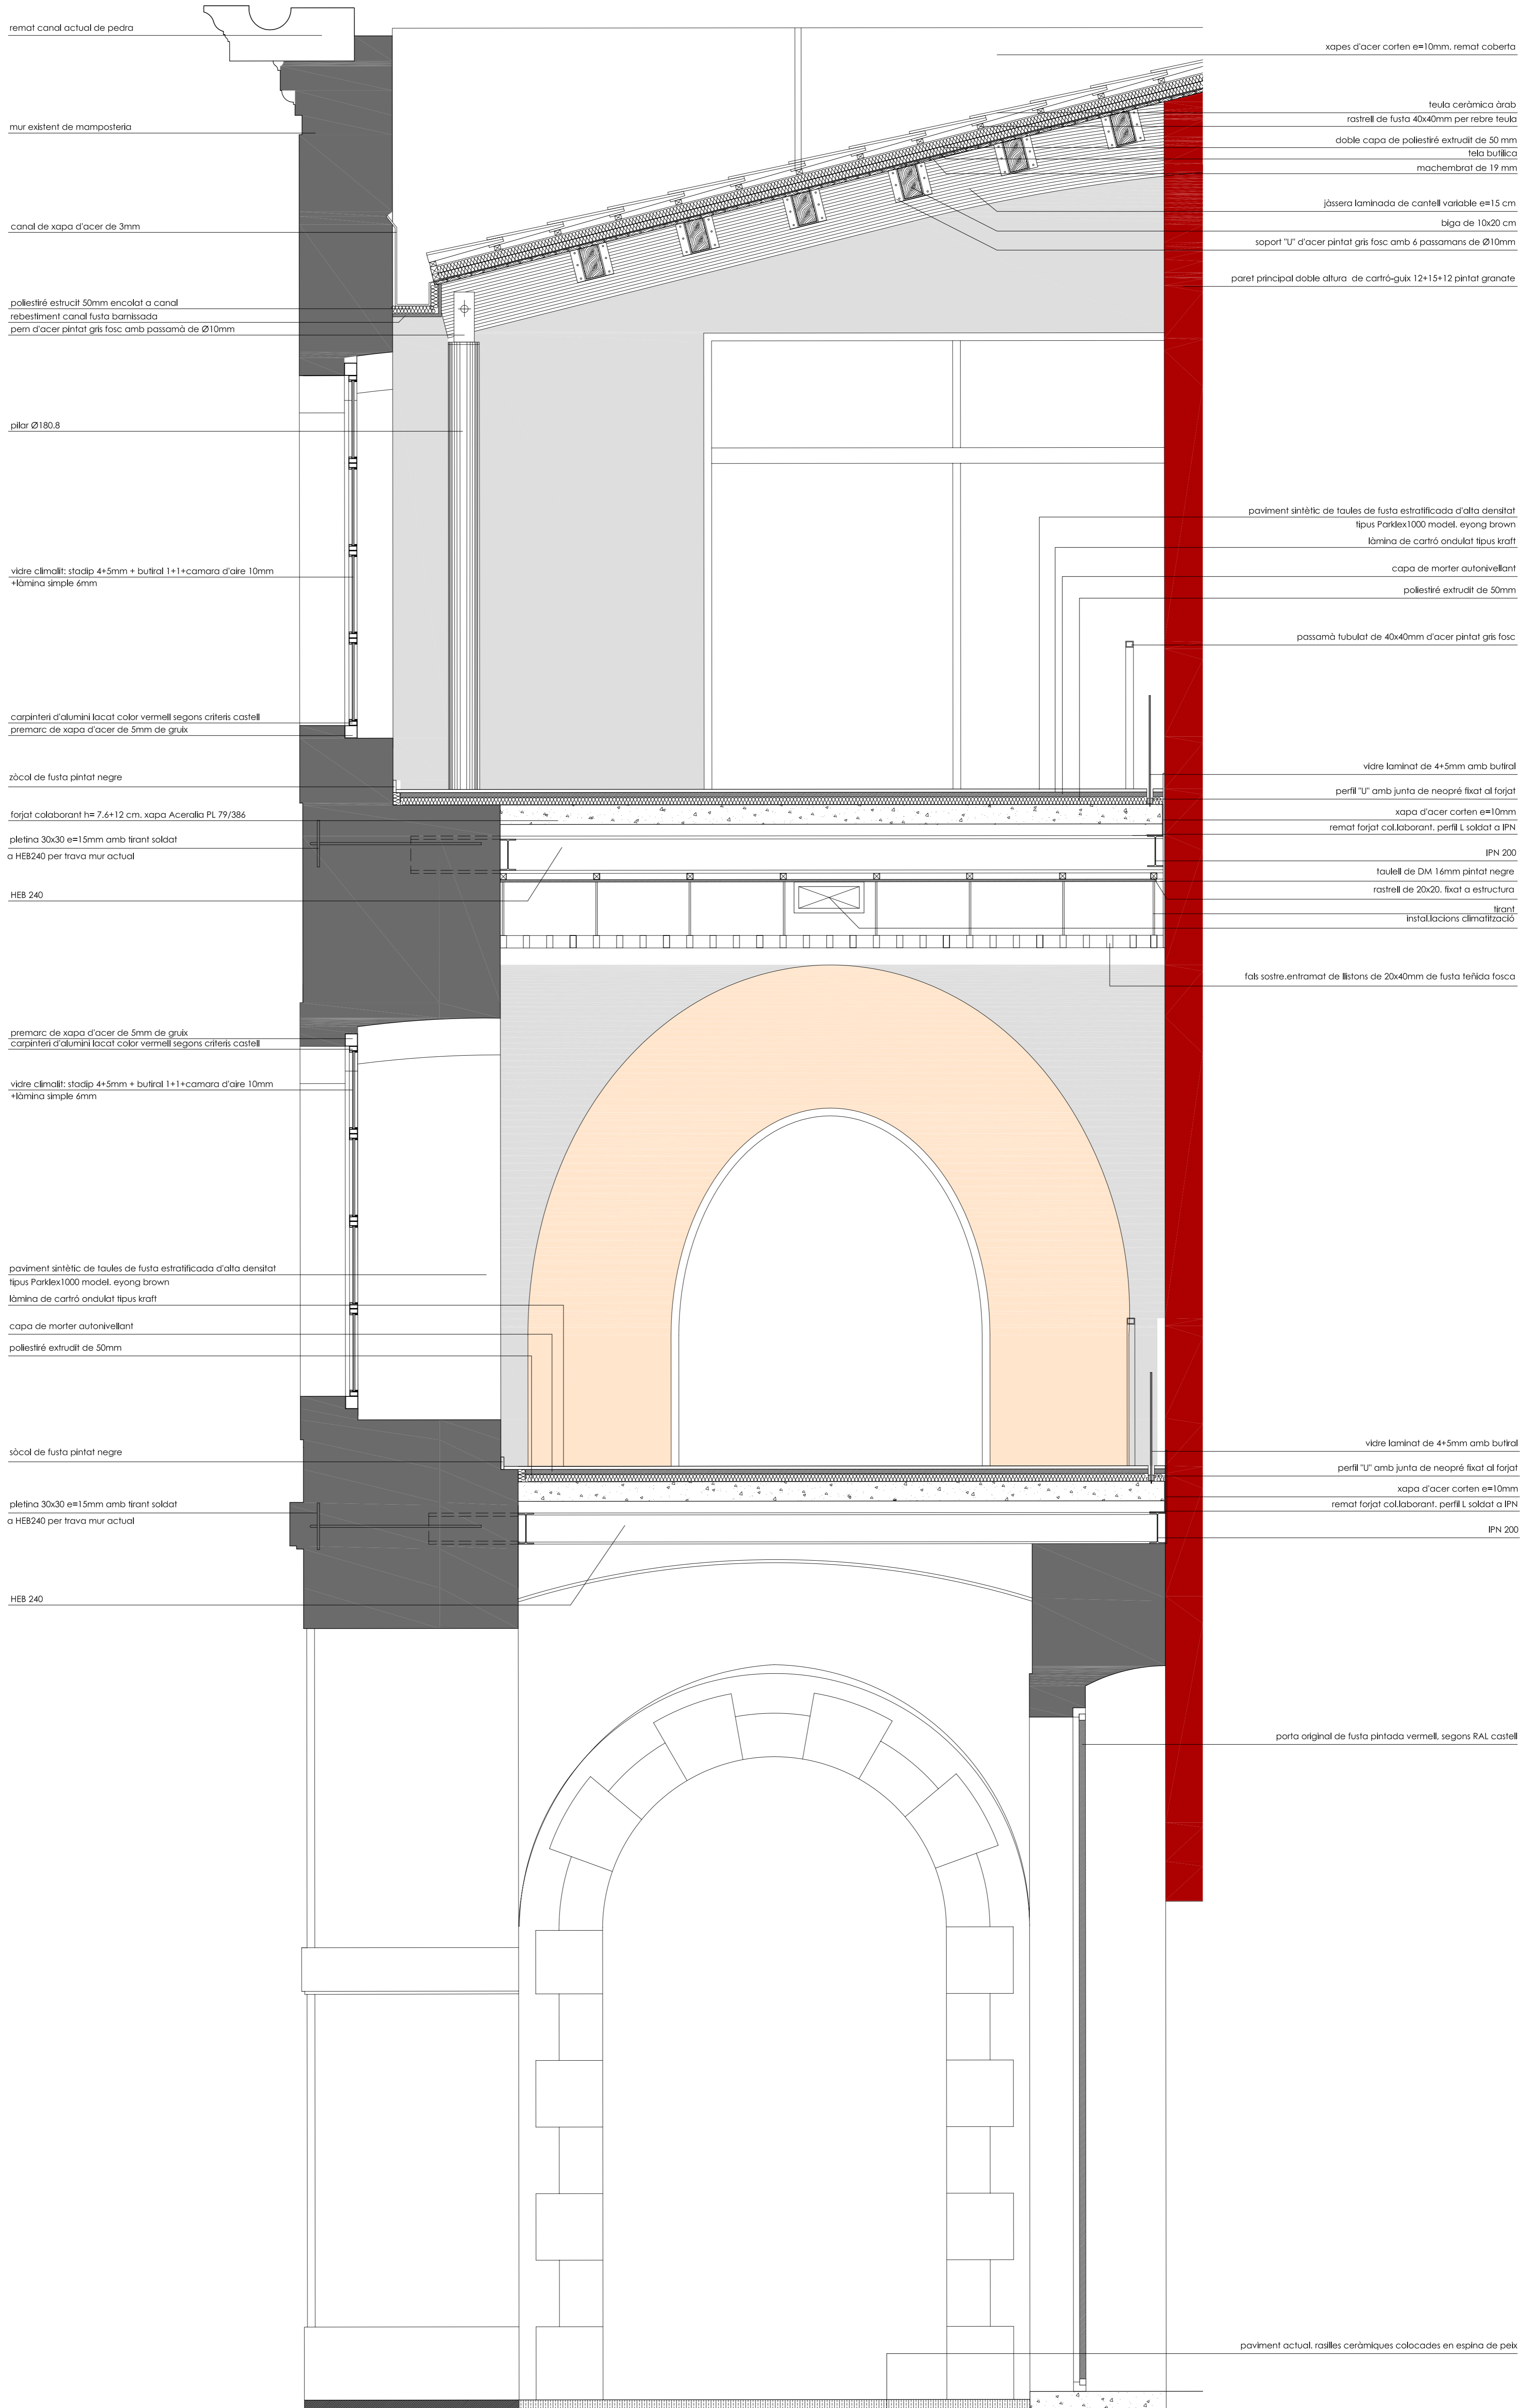 remat canal actual de pedra
mur existent de mamposteria
canal de xapa d'acer de 3mm
poliestiré estrucit 50mm encolat a canal
rebestiment canal fusta barnissada
pern d'acer pintat gris fosc amb passamà de Ø10mm
pilar Ø180.8
vidre climalit: stadip 4+5mm + butiral 1+1+camara d'aire 10mm
+làmina simple 6mm
carpinteri d'alumini lacat color vermell segons criteris castell
premarc de xapa d'acer de 5mm de gruix
zòcol de fusta pintat negre
forjat colaborant h= 7.6+12 cm. xapa Aceralia PL 79/386
pletina 30x30 e=15mm amb tirant soldat
a HEB240 per trava mur actual
HEB 240
premarc de xapa d'acer de 5mm de gruix
carpinteri d'alumini lacat color vermell segons criteris castell
vidre climalit: stadip 4+5mm + butiral 1+1+camara d'aire 10mm
+làmina simple 6mm
paviment sintètic de taules de fusta estratificada d'alta densitat
tipus Parklex1000 model. eyong brown
làmina de cartró ondulat tipus kraft
capa de morter autonivellant
poliestiré extrudit de 50mm
sòcol de fusta pintat negre
pletina 30x30 e=15mm amb tirant soldat
a HEB240 per trava mur actual
HEB 240
xapes d'acer corten e=10mm. remat coberta
teula ceràmica àrab
rastrell de fusta 40x40mm per rebre teula
doble capa de poliestiré extrudit de 50 mm
tela butílica
machembrat de 19 mm
jàssera laminada de cantell variable e=15 cm
biga de 10x20 cm
soport "U" d'acer pintat gris fosc amb 6 passamans de Ø10mm
paret principal doble altura de cartró-guix 12+15+12 pintat granate
paviment sintètic de taules de fusta estratificada d'alta densitat
tipus Parklex1000 model. eyong brown
làmina de cartró ondulat tipus kraft
capa de morter autonivellant
poliestiré extrudit de 50mm
passamà tubulat de 40x40mm d'acer pintat gris fosc
vidre laminat de 4+5mm amb butiral
perfil "U" amb junta de neopré fixat al forjat
xapa d'acer corten e=10mm
remat forjat col.laborant. perfil L soldat a IPN
IPN 200
taulell de DM 16mm pintat negre
rastrell de 20x20. fixat a estructura
tirant
instal.lacions climatització
fals sostre.entramat de llistons de 20x40mm de fusta teñida fosca
vidre laminat de 4+5mm amb butiral
perfil "U" amb junta de neopré fixat al forjat
xapa d'acer corten e=10mm
remat forjat col.laborant. perfil L soldat a IPN
IPN 200
porta original de fusta pintada vermell, segons RAL castell
paviment actual. rasilles ceràmiques colocades en espina de peix